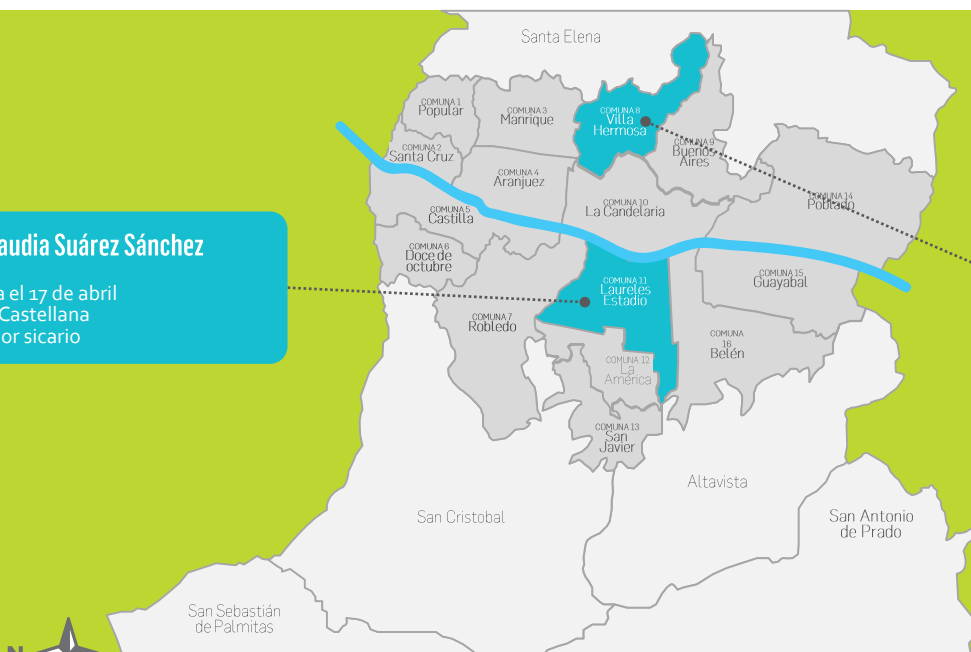 Santa Elena
COMUNA 1
Popular
COMUNA 3
Manrique
COMUNA 8
Villa
Hermosa
COMUNA 2
Santa Cruz
COMUNA 9
Buenos
Aires
COMUNA 4
Aranjuez
COMUNA 14
Poblado
COMUNA 5
Castilla
COMUNA 10
La Candelaria
audia Suárez Sánchez
a el 17 de abril
Castellana
or sicario
COMUNA 6
Doce de
octubre
COMUNA 11
Laureles
Estadio
COMUNA 15
Guayabal
COMUNA 7
Robledo
COMUNA
16
Belén
COMUNA 12
La
América
COMUNA 13
San
Javier
Altavista
San Cristobal
San Antonio
de Prado
San Sebastián
de Palmitas
N